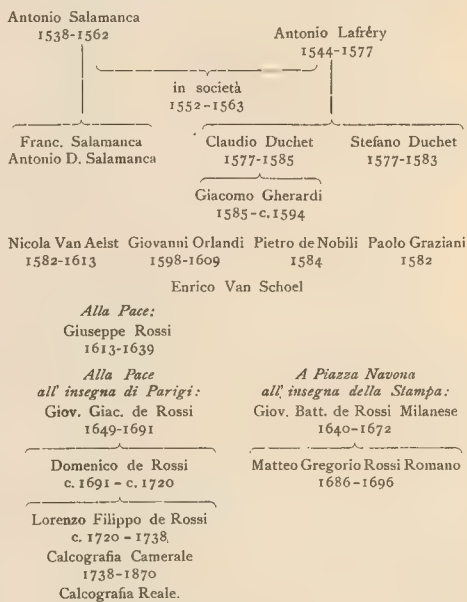 Antonio Salamanca
1538-1562
Antonio Lafréry
1544-1577
in società
1552-1563
Franc. Salamanca
Antonio D. Salamanca
Claudio Duchet
1577-1585
Stefano Duchet
1577-1583
Giacomo Gherardi
1585-c.1594
Nicola Van Aelst Giovanni Orlandi Pietro de Nobili Paolo Graziani
1582-1613 1598-1609 1584 1582
Enrico Van Schoel
Alla Pace:
Giuseppe Rossi
1613-1639
Alla Pace
all' insegna di Parigi:
Giov. Giac. de Rossi
1649-1691
Domenico de Rossi
c. 1691 - c. 1720
Lorenzo Filippo de Rossi
c. 1720 - 1738
Calcografia Camerale
1738-1870
Calcografia Reale.
A Piazza Navona
all' insegna della Stampa:
Giov. Batt. de Rossi Milanese
1640-1672
Matteo Gregorio Rossi Romano
1686-1696